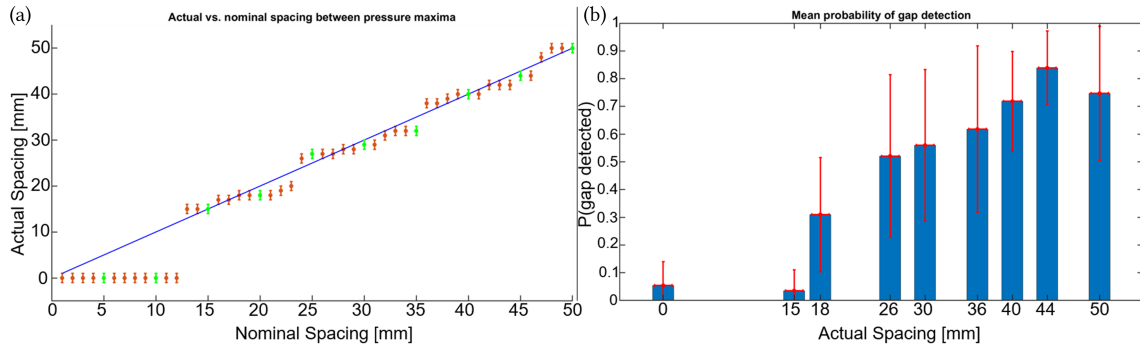 (a)
Actual vs. nominal spacing between pressure maxima
Actual Spacing [mm]
50
40
30
20
10
0
0 5 10 15 20 25 30 35 40 45 50
Nominal Spacing [mm]
(b)
Mean probability of gap detection
P(gap detected)
1
0.9
0.8
0.7
0.6
0.5
0.4
0.3
0.2
0.1
0
0 15 18 26 30 36 40 44 50
Actual Spacing [mm]